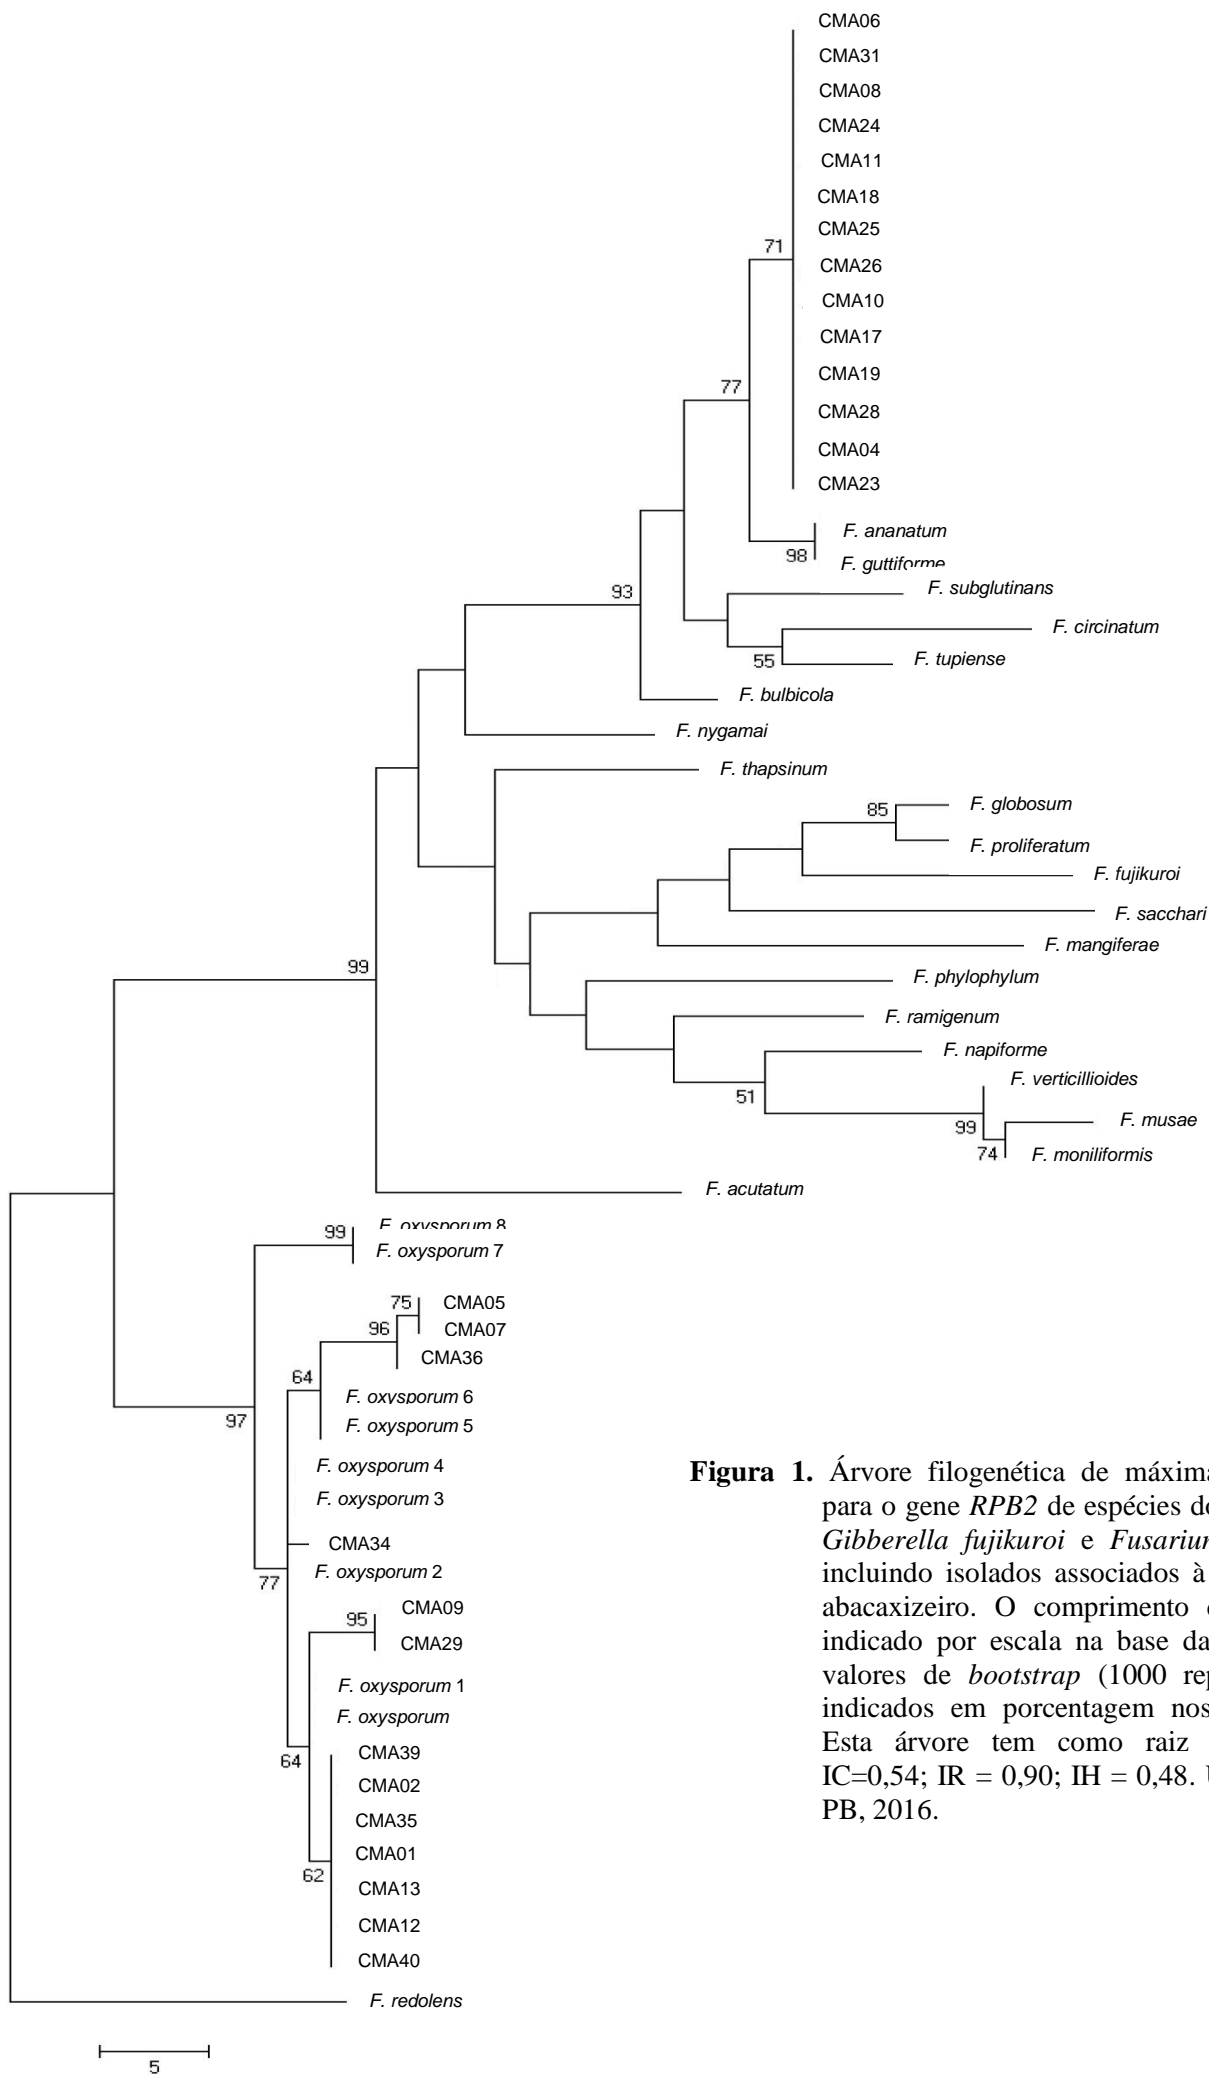 CMA06
CMA31
CMA08
CMA24
CMA11
CMA18
CMA25
71
CMA26
CMA10
CMA17
CMA19
77
CMA28
CMA04
CMA23
F. ananatum
98
F. guttiforme
F. subglutinans
93
F. circinatum
F. tupiense
55
F. bulbicola
F. nygamai
F. thapsinum
F. globosum
85
F. proliferatum
F. fujikuroi
F. sacchari
F. mangiferae
99
F. phylophylum
F. ramigenum
F. napiforme
F. verticillioides
51
F. musae
99
74
F. moniliformis
F. acutatum
F. oxysporum 8
99
F. oxysporum 7
75
CMA05
96
CMA07
CMA36
64
F. oxysporum 6
97
F. oxysporum 5
F. oxysporum 4
F. oxysporum 3
CMA34
F. oxysporum 2
77
CMA09
95
CMA29
F. oxysporum 1
F. oxysporum
64
CMA39
CMA02
CMA35
CMA01
62
CMA13
CMA12
CMA40
F. redolens
5
Figura 1. Árvore filogenética de máxima
para o gene RPB2 de espécies do
Gibberella fujikuroi e Fusarium
incluindo isolados associados à
abacaxizeiro. O comprimento
indicado por escala na base da
valores de bootstrap (1000 rep
indicados em porcentagem nos
Esta árvore tem como raiz
IC=0,54; IR = 0,90; IH = 0,48.
PB, 2016.